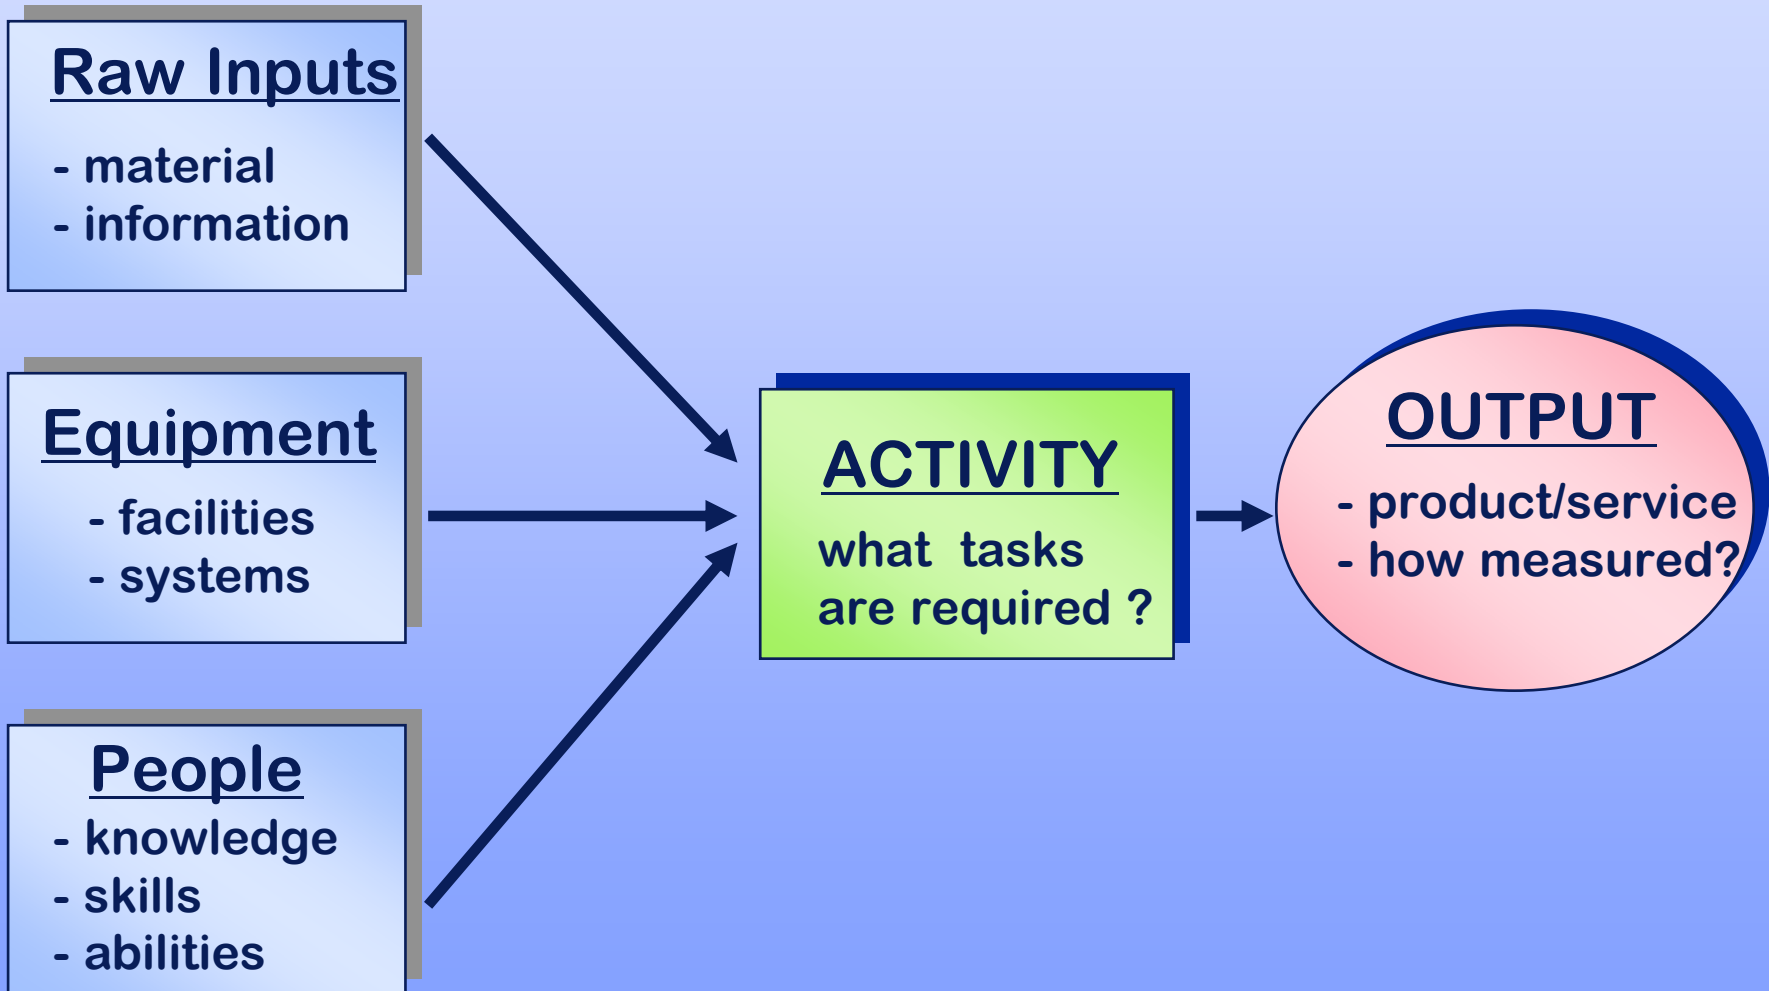 Raw Inputs
- material
- information
Equipment
- facilities
- systems
People
- knowledge
- skills
- abilities
ACTIVITY
what tasks
are required ?
OUTPUT
- product/service
- how measured?